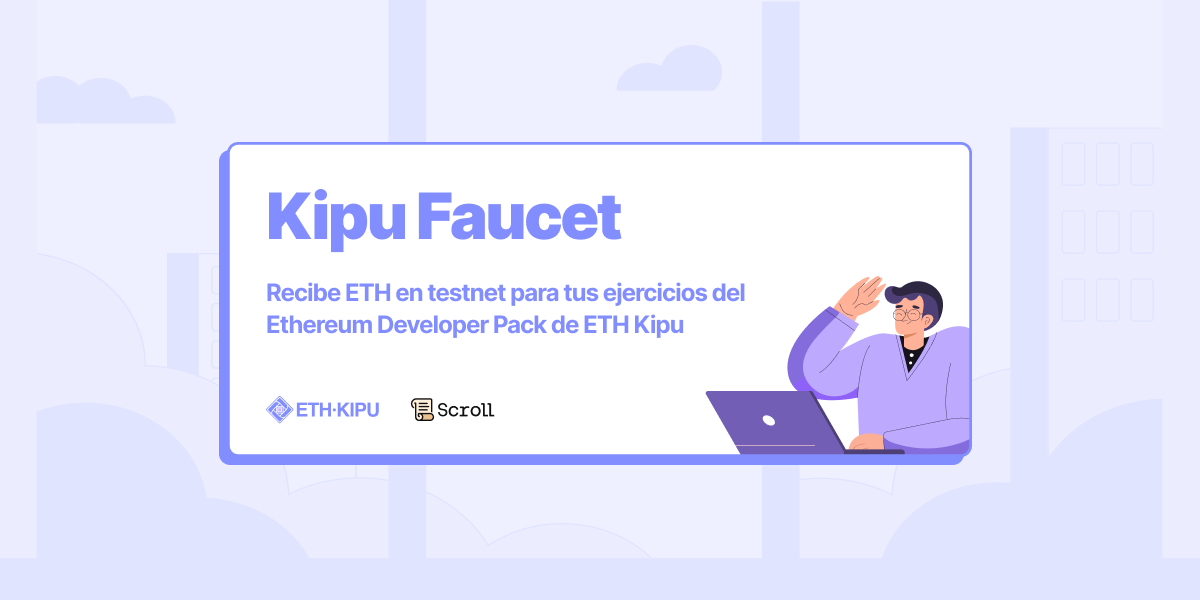 Kipu Faucet
Recibe ETH en testnet para tus ejercicios del
Ethereum Developer Pack de ETH Kipu
ETH·KIPU
Scroll